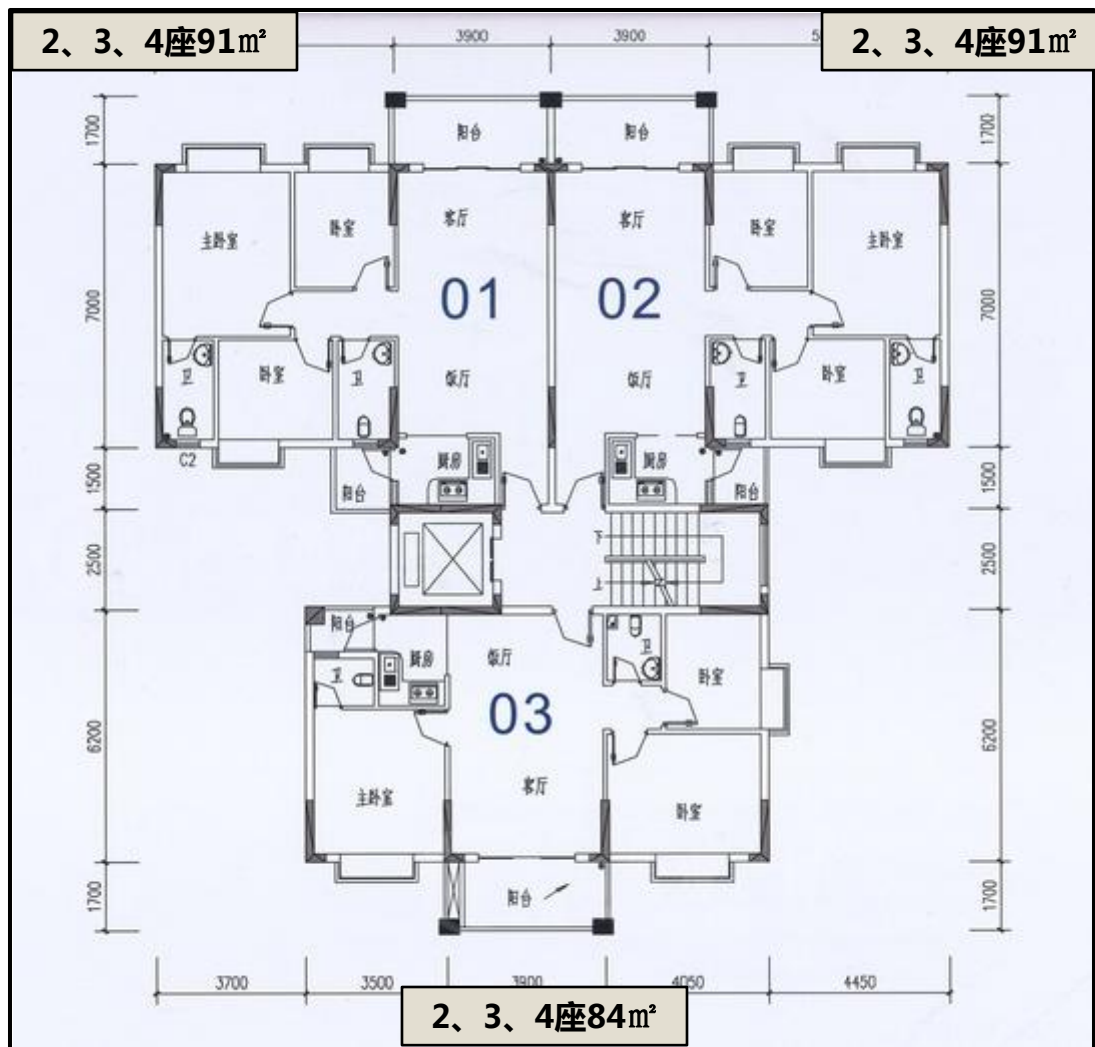 2、3、4座91㎡
3900
3900
5
2、3、4座91㎡
1700
阳台
阳台
1700
主卧室
卧室
客厅
客厅
卧室
主卧室
7000
01
02
7000
卫
卧室
卫
饭厅
饭厅
卫
卧室
卫
C2
1500
阳台
厨房
厨房
阳台
1500
2500
下
上
2500
阳台
卫
厨房
饭厅
卫
卧室
6200
03
6200
主卧室
客厅
卧室
1700
阳台
1700
3700
3500
3900
4050
4450
2、3、4座84㎡